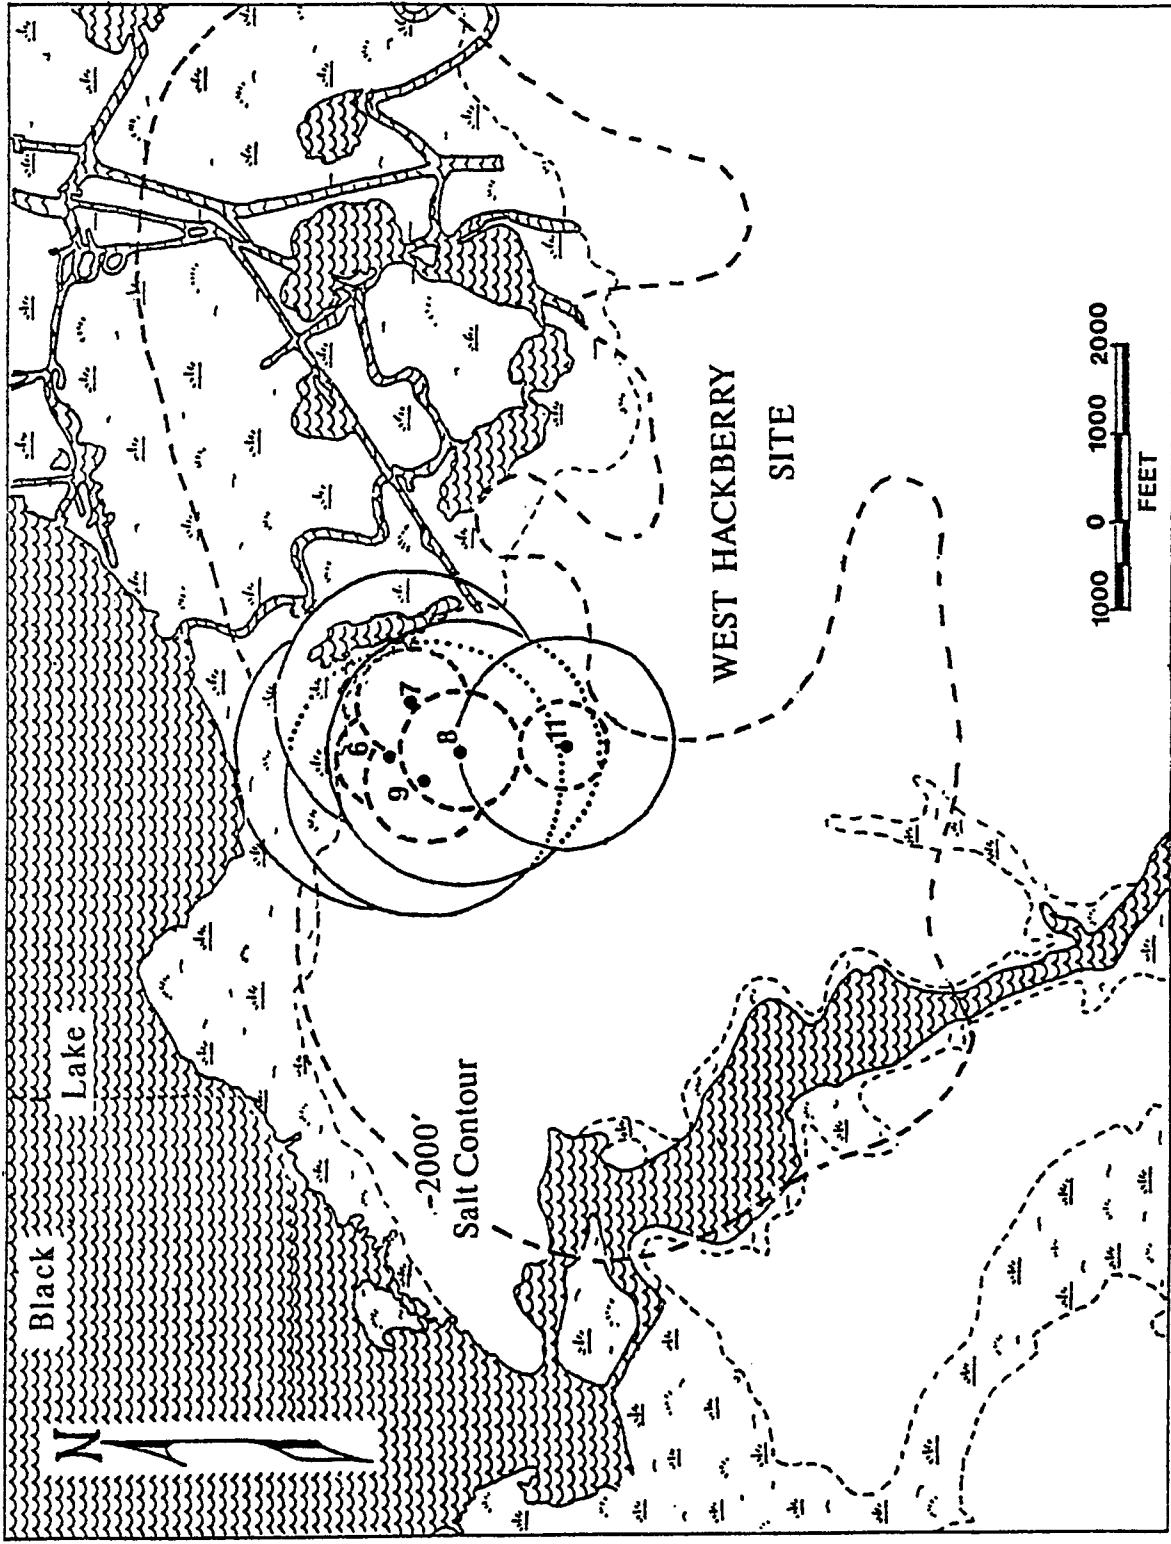 N
Black
Lake
-2000'
Salt Contour
6
7
9
8
11
WEST HACKBERRY
SITE
1000 0 1000 2000
FEET